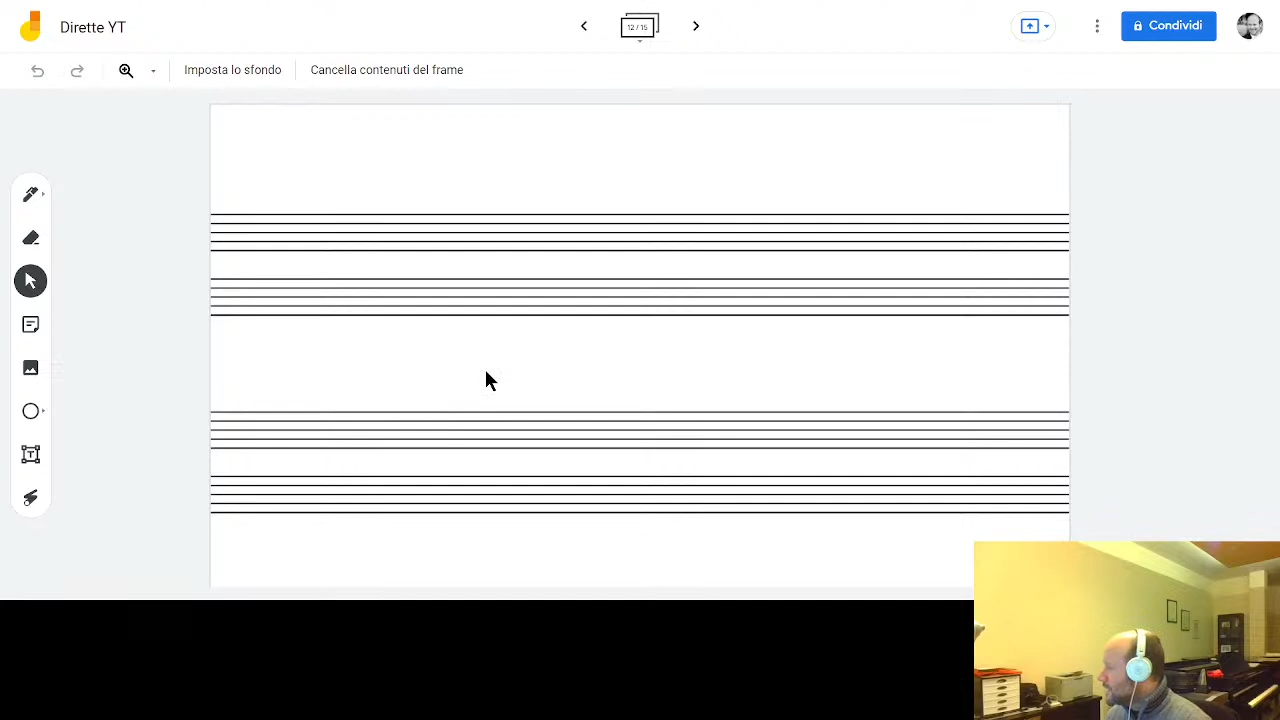 Dirette YT
12 / 15
Condividi
Imposta lo sfondo
Cancella contenuti del frame
T